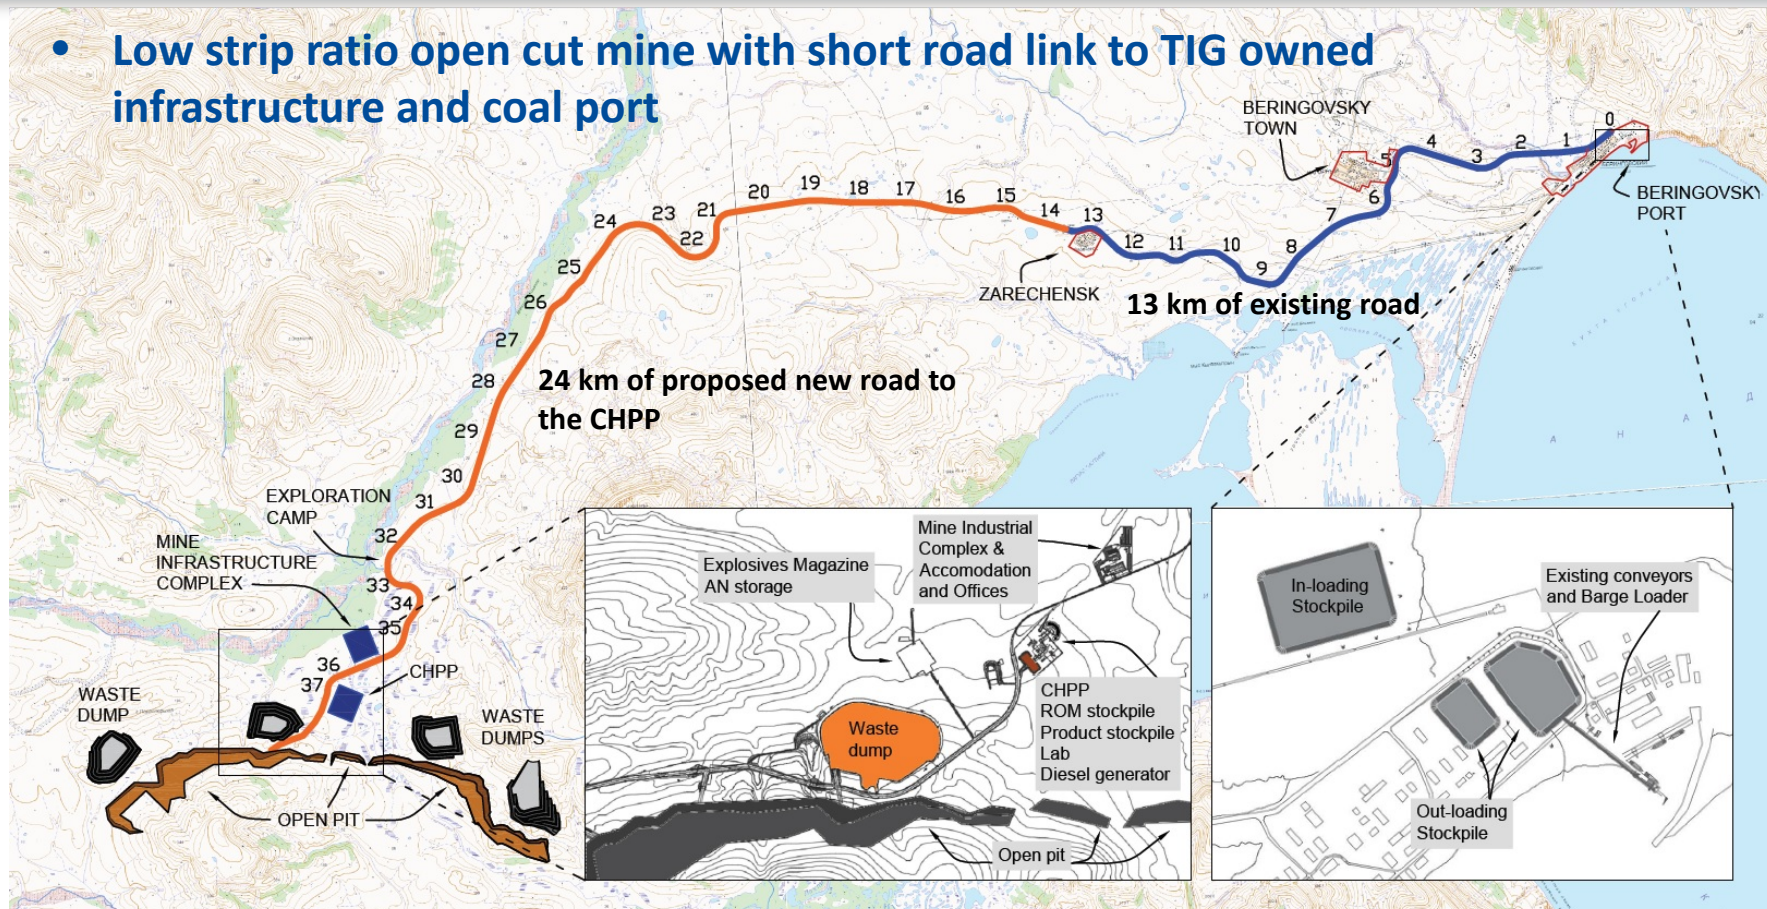 • Low strip ratio open cut mine with short road link to TIG owned
infrastructure and coal port
BERINGOVSKY
TOWN
0
1
2
3
4
5
6
7
8
9
10
11
12
13
14
15
16
17
18
19
20
21
22
23
24
25
26
27
28
29
30
31
32
33
34
35
36
37
BERINGOVSKY
PORT
ZARECHENSK
13 km of existing road
24 km of proposed new road to
the CHPP
EXPLORATION
CAMP
MINE
INFRASTRUCTURE
COMPLEX
CHPP
WASTE
DUMP
WASTE
DUMPS
OPEN PIT
Explosives Magazine
AN storage
Mine Industrial
Complex &
Accomodation
and Offices
CHPP
ROM stockpile
Product stockpile
Lab
Diesel generator
Waste
dump
Open pit
In-loading
Stockpile
Existing conveyors
and Barge Loader
Out-loading
Stockpile
А Н А Д